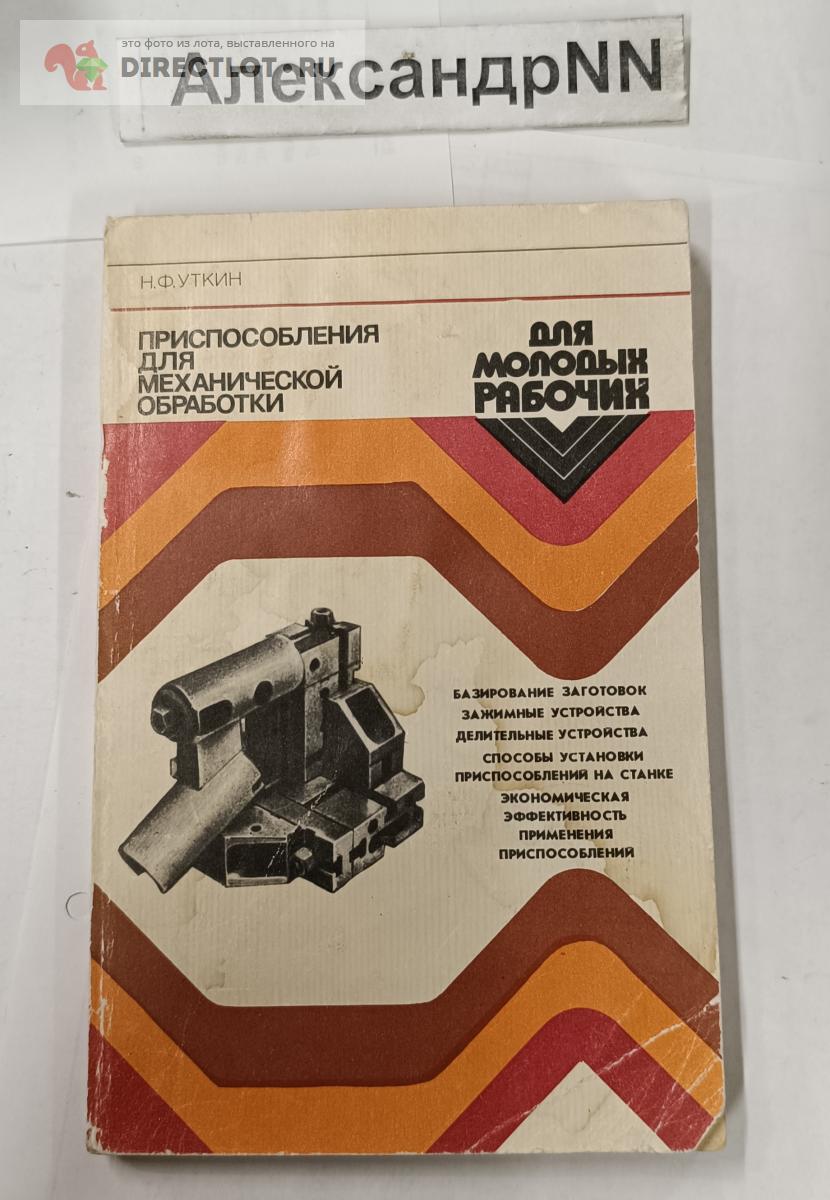 это фото из лота, выставленного на
DIRECTLOT.RU
АлександрNN
Н.Ф.УТКИН
ПРИСПОСОБЛЕНИЯ
ДЛЯ
МЕХАНИЧЕСКОЙ
ОБРАБОТКИ
ДЛЯ
МОЛОДЫХ
РАБОЧИХ
БАЗИРОВАНИЕ ЗАГОТОВОК
ЗАЖИМНЫЕ УСТРОЙСТВА
ДЕЛИТЕЛЬНЫЕ УСТРОЙСТВА
СПОСОБЫ УСТАНОВКИ
ПРИСПОСОБЛЕНИЙ НА СТАНКЕ
ЭКОНОМИЧЕСКАЯ
ЭФФЕКТИВНОСТЬ
ПРИМЕНЕНИЯ
ПРИСПОСОБЛЕНИЙ